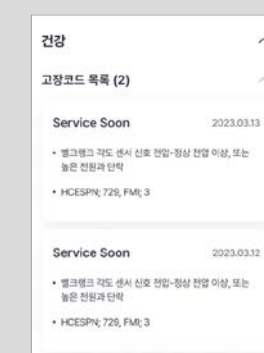 건강
고장코드 목록 (2)
Service Soon
2023.03.13
• 벨크랭크 각도 센서 신호 전압-정상 전압 이상, 또는
높은 전원과 단락
• HCESPN; 729, FMI; 3
Service Soon
2023.03.12
• 벨크랭크 각도 센서 신호 전압-정상 전압 이상, 또는
높은 전원과 단락
• HCESPN; 729, FMI; 3